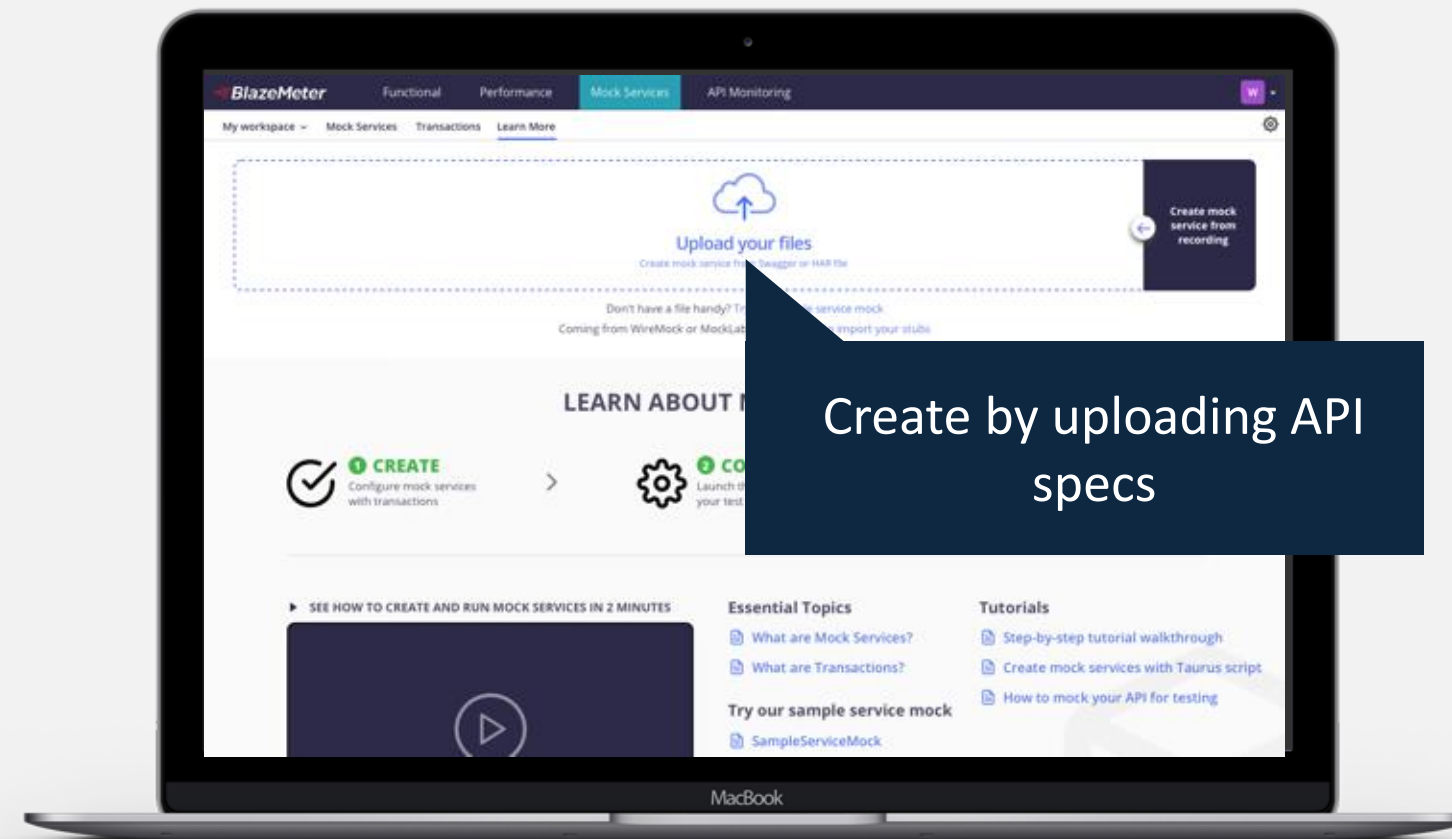 BlazeMeter Functional Performance Mock Services API Monitoring W
My workspace Mock Services Transactions Learn More
Create mock
service from
recording
Upload your files
Create mock service from Swagger or HAR file
Don't have a file handy? service mock
Coming from WireMock or MockLab import your stubs
Create by uploading API
specs
LEARN ABOUT
1 CREATE
Configure mock services
with transactions
2 CO
Launch
your test
SEE HOW TO CREATE AND RUN MOCK SERVICES IN 2 MINUTES
Essential Topics
What are Mock Services?
What are Transactions?
Try our sample service mock
SampleServiceMock
Tutorials
Step-by-step tutorial walkthrough
Create mock services with Taurus script
How to mock your API for testing
MacBook